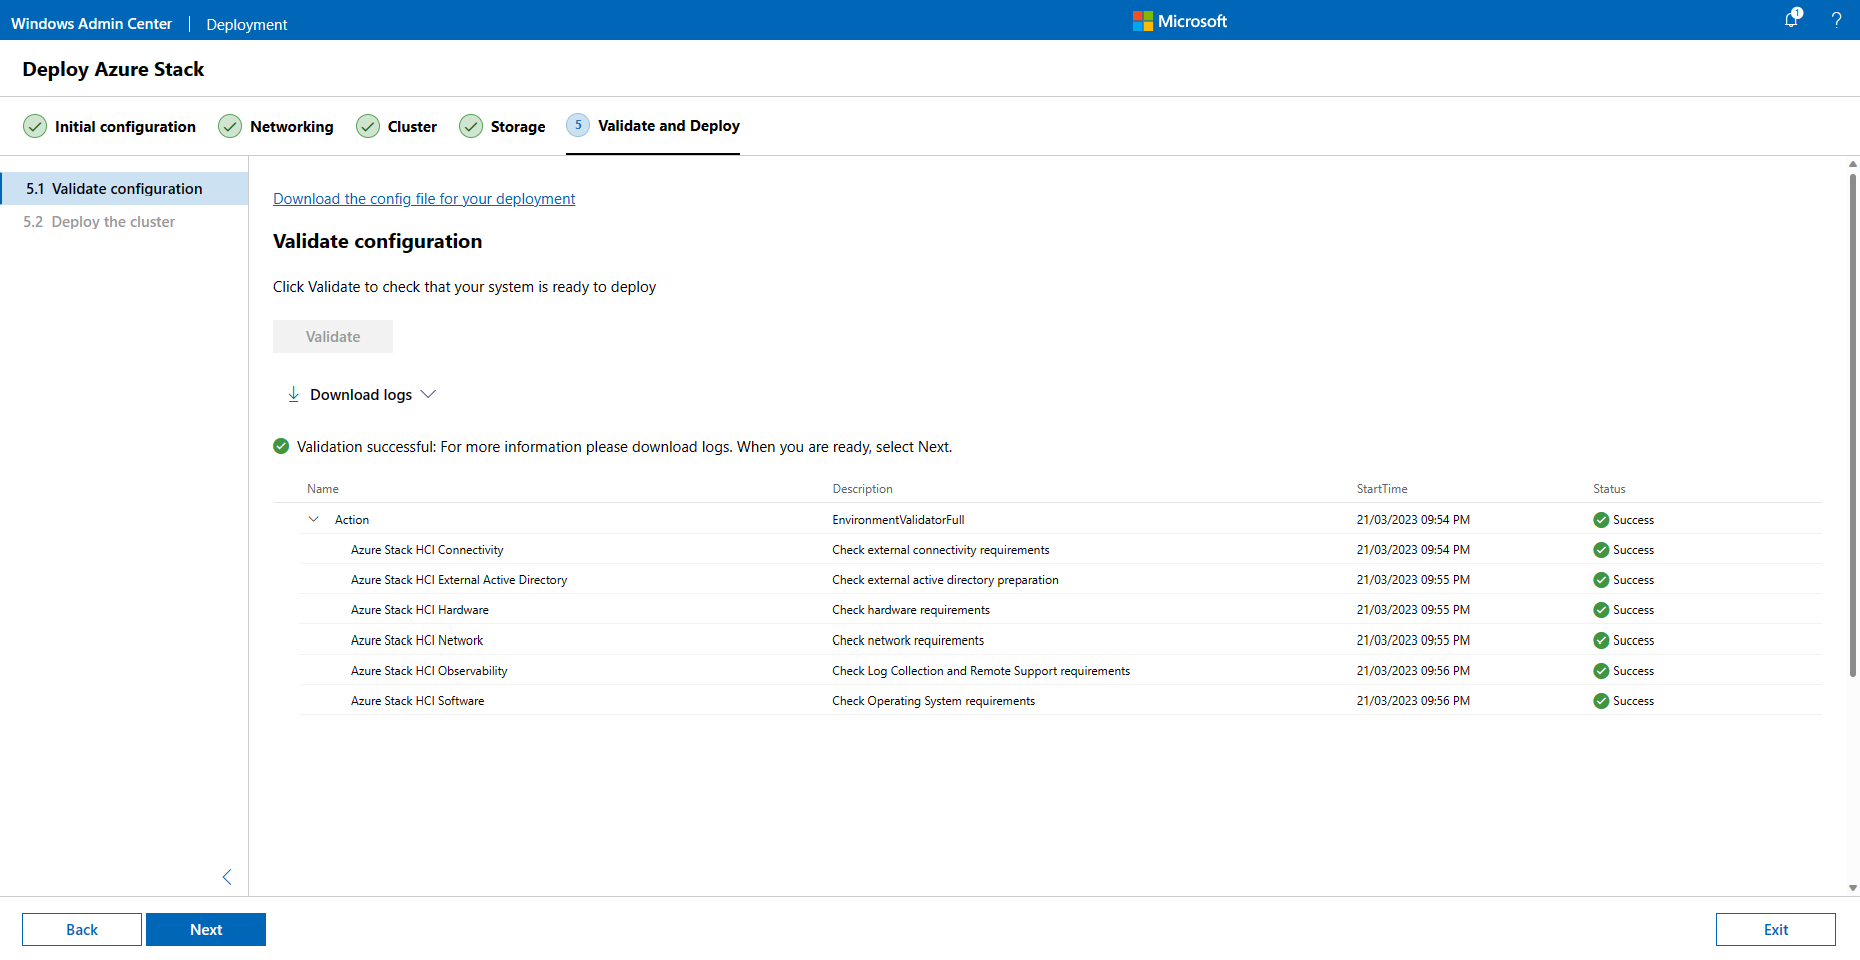 Windows Admin Center | Deployment
Microsoft
1
?
Deploy Azure Stack
Initial configuration
Networking
Cluster
Storage
5 Validate and Deploy
5.1 Validate configuration
5.2 Deploy the cluster
Download the config file for your deployment
Validate configuration
Click Validate to check that your system is ready to deploy
Validate
Download logs
Validation successful: For more information please download logs. When you are ready, select Next.
Name Description StartTime Status
Action EnvironmentValidatorFull 21/03/2023 09:54 PM Success
Azure Stack HCI Connectivity Check external connectivity requirements 21/03/2023 09:54 PM Success
Azure Stack HCI External Active Directory Check external active directory preparation 21/03/2023 09:55 PM Success
Azure Stack HCI Hardware Check hardware requirements 21/03/2023 09:55 PM Success
Azure Stack HCI Network Check network requirements 21/03/2023 09:55 PM Success
Azure Stack HCI Observability Check Log Collection and Remote Support requirements 21/03/2023 09:56 PM Success
Azure Stack HCI Software Check Operating System requirements 21/03/2023 09:56 PM Success
Back
Next
Exit